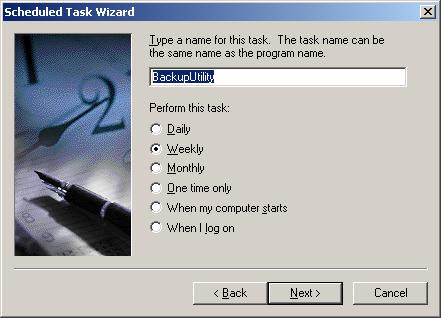 Scheduled Task Wizard
Type a name for this task. The task name can be
the same name as the program name.
BackupUtility
Perform this task:
Daily
Weekly
Monthly
One time only
When my computer starts
When I log on
< Back
Next >
Cancel
12